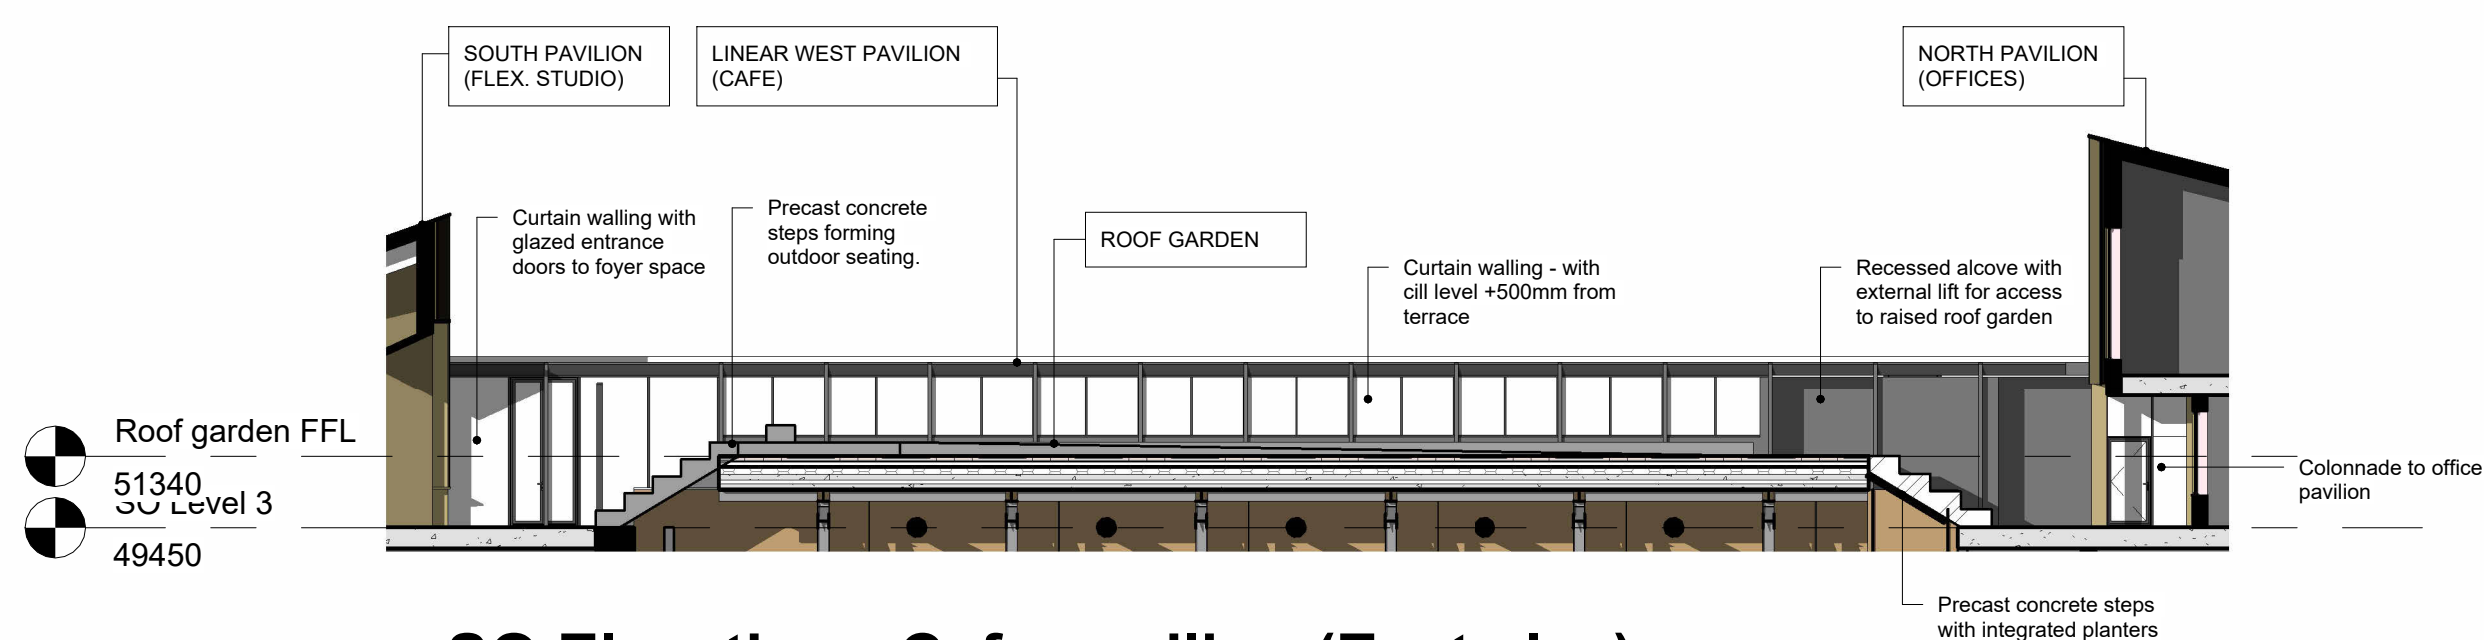 SOUTH PAVILION
(FLEX. STUDIO)
LINEAR WEST PAVILION
(CAFE)
NORTH PAVILION
(OFFICES)
Curtain walling with
glazed entrance
doors to foyer space
Precast concrete
steps forming
outdoor seating.
ROOF GARDEN
Curtain walling - with
cill level +500mm from
terrace
Recessed alcove with
external lift for access
to raised roof garden
Roof garden FFL
51340
SO Level 3
49450
Colonnade to office
pavilion
Precast concrete steps
with integrated planters